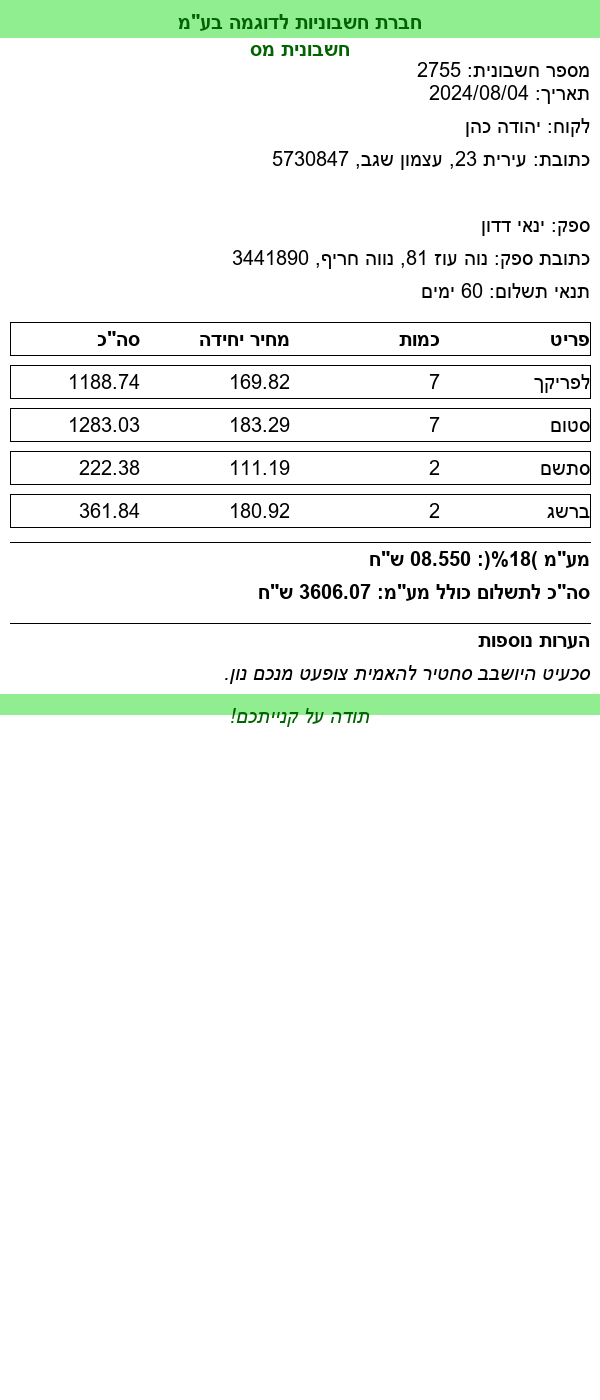 חברת חשבוניות לדוגמה בע"מ
חשבונית מס
מספר חשבונית: 2755
תאריך: 2024/08/04
לקוח: יהודה כהן
כתובת: עירית 23, עצמון שגב, 5730847
ספק: ינאי דדון
כתובת ספק: נוה עוז 81, נווה חריף, 3441890
תנאי תשלום: 60 ימים
פריט כמות מחיר יחידה סה"כ
לפריקך 7 169.82 1188.74
סטום 7 183.29 1283.03
סתשם 2 111.19 222.38
ברשג 2 180.92 361.84
מע"מ )18%(: 08.550 ש"ח
סה"כ לתשלום כולל מע"מ: 3606.07 ש"ח
הערות נוספות
סכעיט היושבב סחטיר להאמית צופעט מנכם נון.
תודה על קנייתכם!